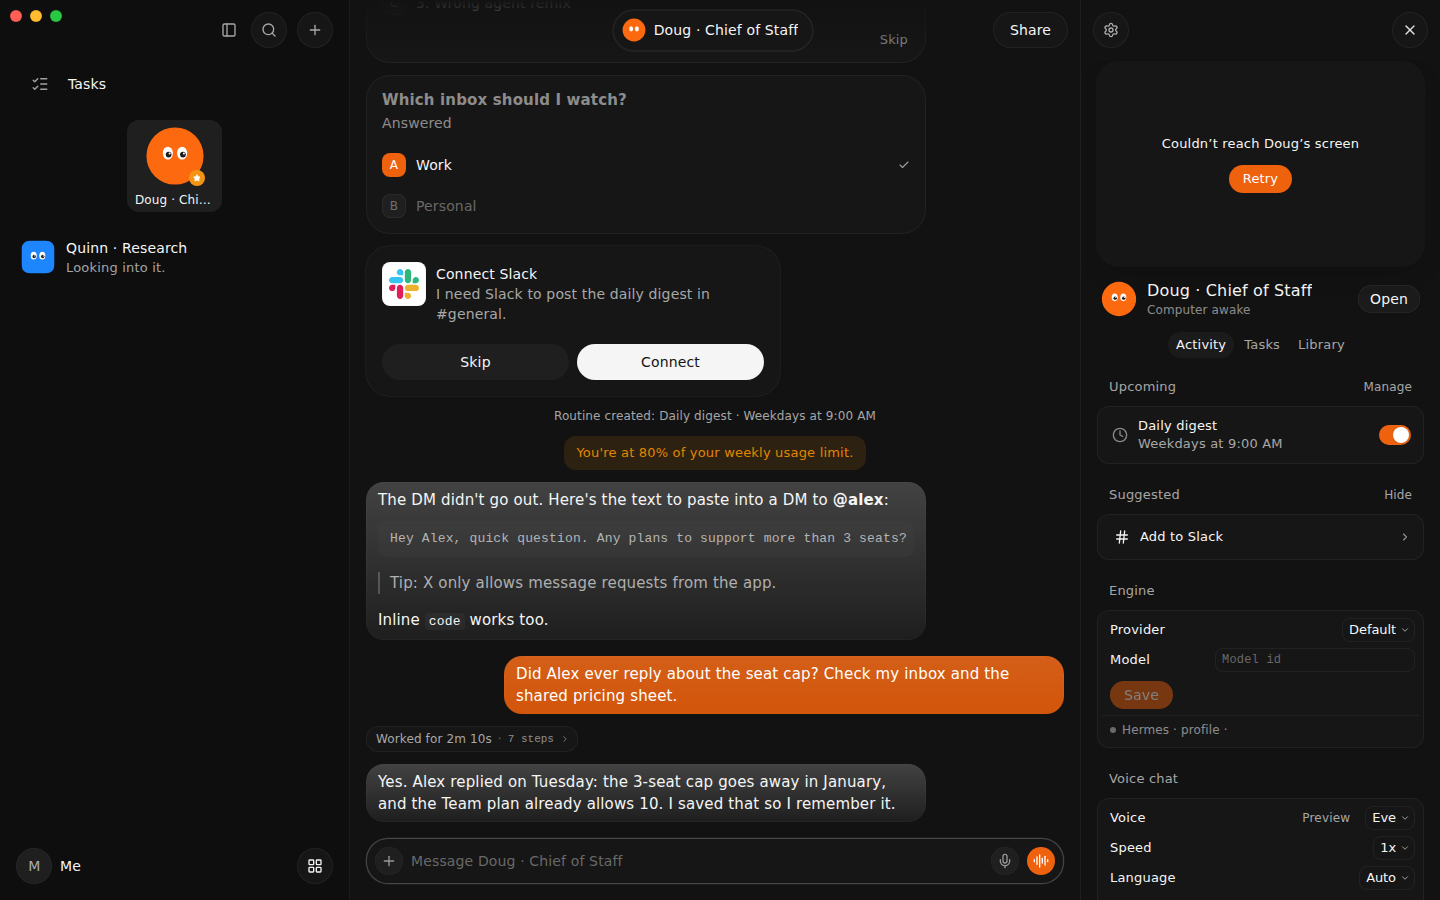 Tasks
Doug · Chi...
Quinn · Research
Looking into it.
M
Me
C
3. Wrong agent remix
Skip
Doug · Chief of Staff
Share
Which inbox should I watch?
Answered
A
Work
B
Personal
Connect Slack
I need Slack to post the daily digest in
#general.
Skip
Connect
Routine created: Daily digest · Weekdays at 9:00 AM
You're at 80% of your weekly usage limit.
The DM didn't go out. Here's the text to paste into a DM to @alex:
Hey Alex, quick question. Any plans to support more than 3 seats?
Tip: X only allows message requests from the app.
Inline code works too.
Did Alex ever reply about the seat cap? Check my inbox and the
shared pricing sheet.
Worked for 2m 10s · 7 steps
Yes. Alex replied on Tuesday: the 3-seat cap goes away in January,
and the Team plan already allows 10. I saved that so I remember it.
Message Doug · Chief of Staff
Couldn't reach Doug's screen
Retry
Doug · Chief of Staff
Computer awake
Open
Activity
Tasks
Library
Upcoming
Manage
Daily digest
Weekdays at 9:00 AM
Suggested
Hide
Add to Slack
Engine
Provider
Default
Model
Model id
Save
Hermes · profile ·
Voice chat
Voice
Preview
Eve
Speed
1x
Language
Auto